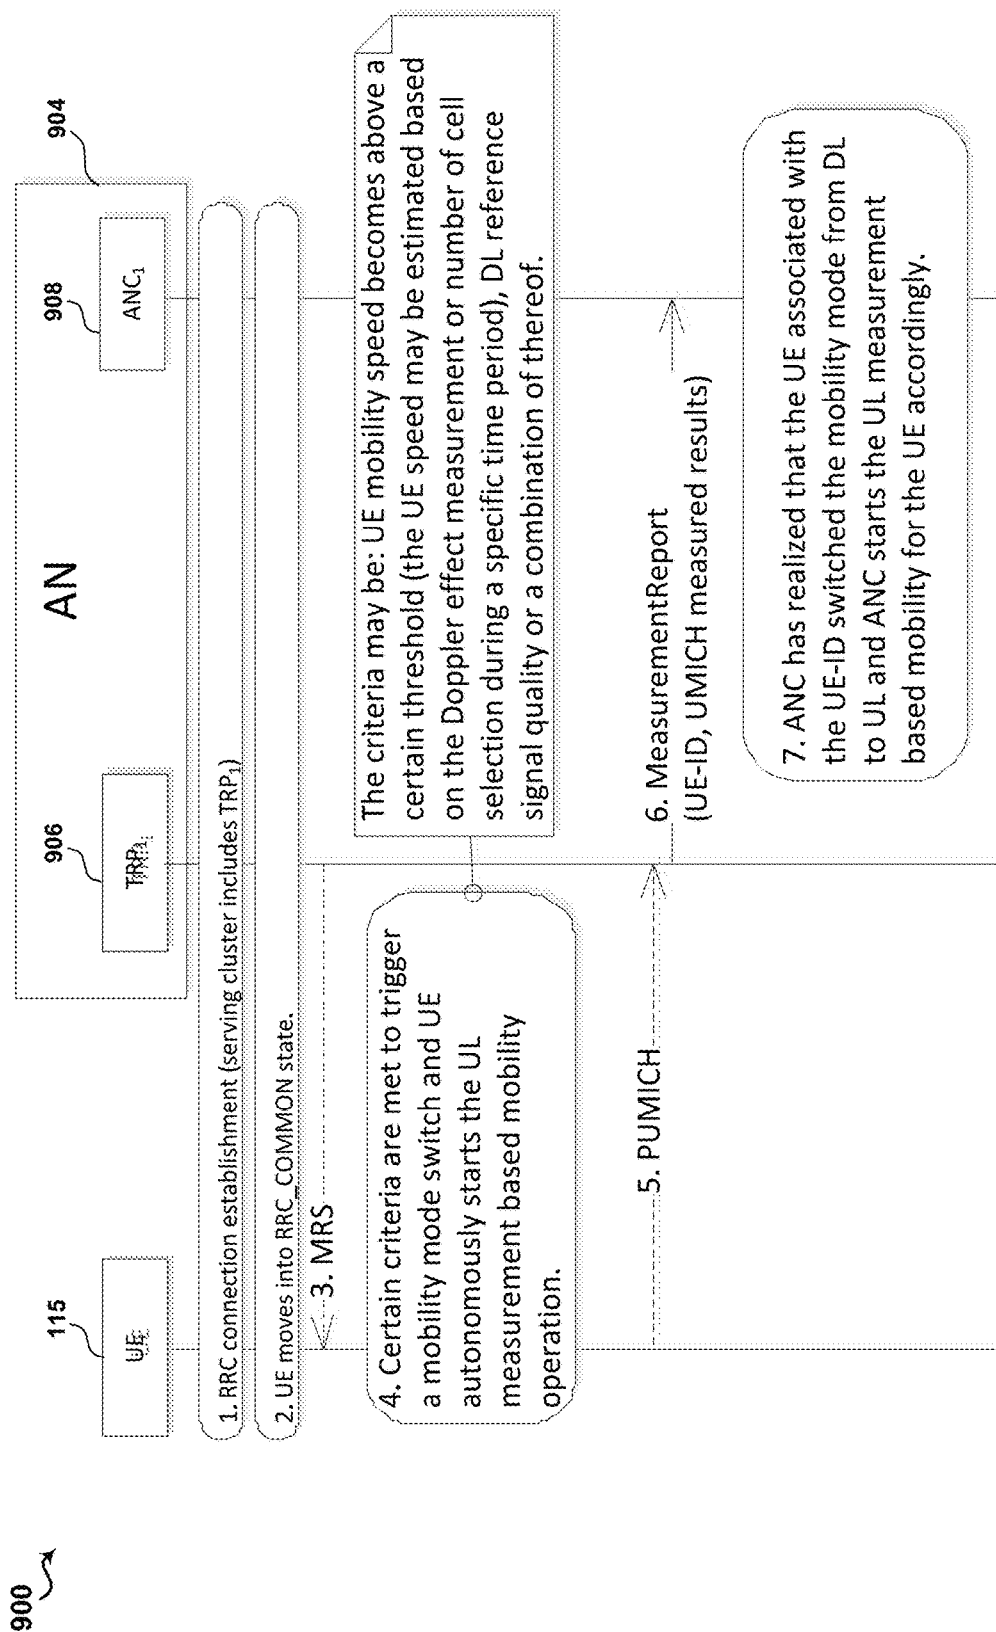 900
904
AN
115
906
908
UE
TRP₁
ANC₁
1. RRC connection establishment (serving cluster includes TRP₁)
2. UE moves into RRC_COMMON state.
3. MRS
4. Certain criteria are met to trigger
a mobility mode switch and UE
autonomously starts the UL
measurement based mobility
operation.
The criteria may be: UE mobility speed becomes above a
certain threshold (the UE speed may be estimated based
on the Doppler effect measurement or number of cell
selection during a specific time period), DL reference
signal quality or a combination of thereof.
5. PUMICH
6. MeasurementReport
(UE-ID, UMICH measured results)
7. ANC has realized that the UE associated with
the UE-ID switched the mobility mode from DL
to UL and ANC starts the UL measurement
based mobility for the UE accordingly.